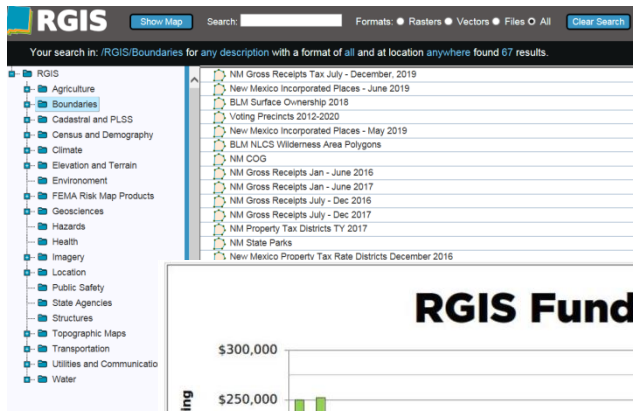 RGIS Show Map Search: Formats: Rasters Vectors Files All Clear Search
Your search in: /RGIS/Boundaries for any description with a format of all and at location anywhere found 67 results.
RGIS
Agriculture
Boundaries
Cadastral and PLSS
Census and Demography
Climate
Elevation and Terrain
Environoment
FEMA Risk Map Products
Geosciences
Hazards
Health
Imagery
Location
Public Safety
State Agencies
Structures
Topographic Maps
Transportation
Utilities and Communicatio
Water
NM Gross Receipts Tax July - December, 2019
New Mexico Incorporated Places - June 2019
BLM Surface Ownership 2018
Voting Precincts 2012-2020
New Mexico Incorporated Places - May 2019
BLM NLCS Wilderness Area Polygons
NM COG
NM Gross Receipts Jan - June 2016
NM Gross Receipts Jan - June 2017
NM Gross Receipts July - Dec 2016
NM Gross Receipts July - Dec 2017
NM Property Tax Districts TY 2017
NM State Parks
New Mexico Property Tax Rate Districts December 2016
RGIS Fund
$300,000
$250,000
ing